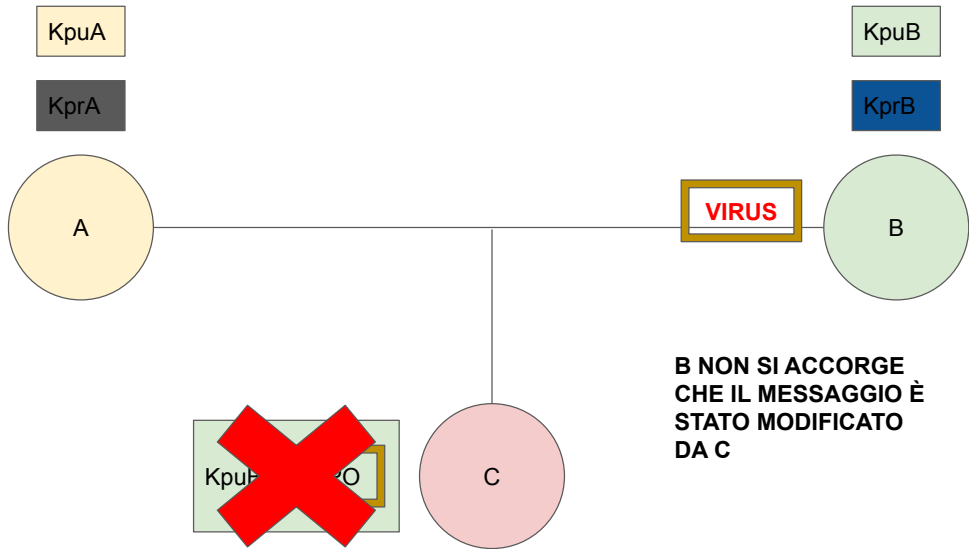 KpuA
KpuB
KprA
KprB
A
VIRUS
B
B NON SI ACCORGE
CHE IL MESSAGGIO È
STATO MODIFICATO
DA C
C